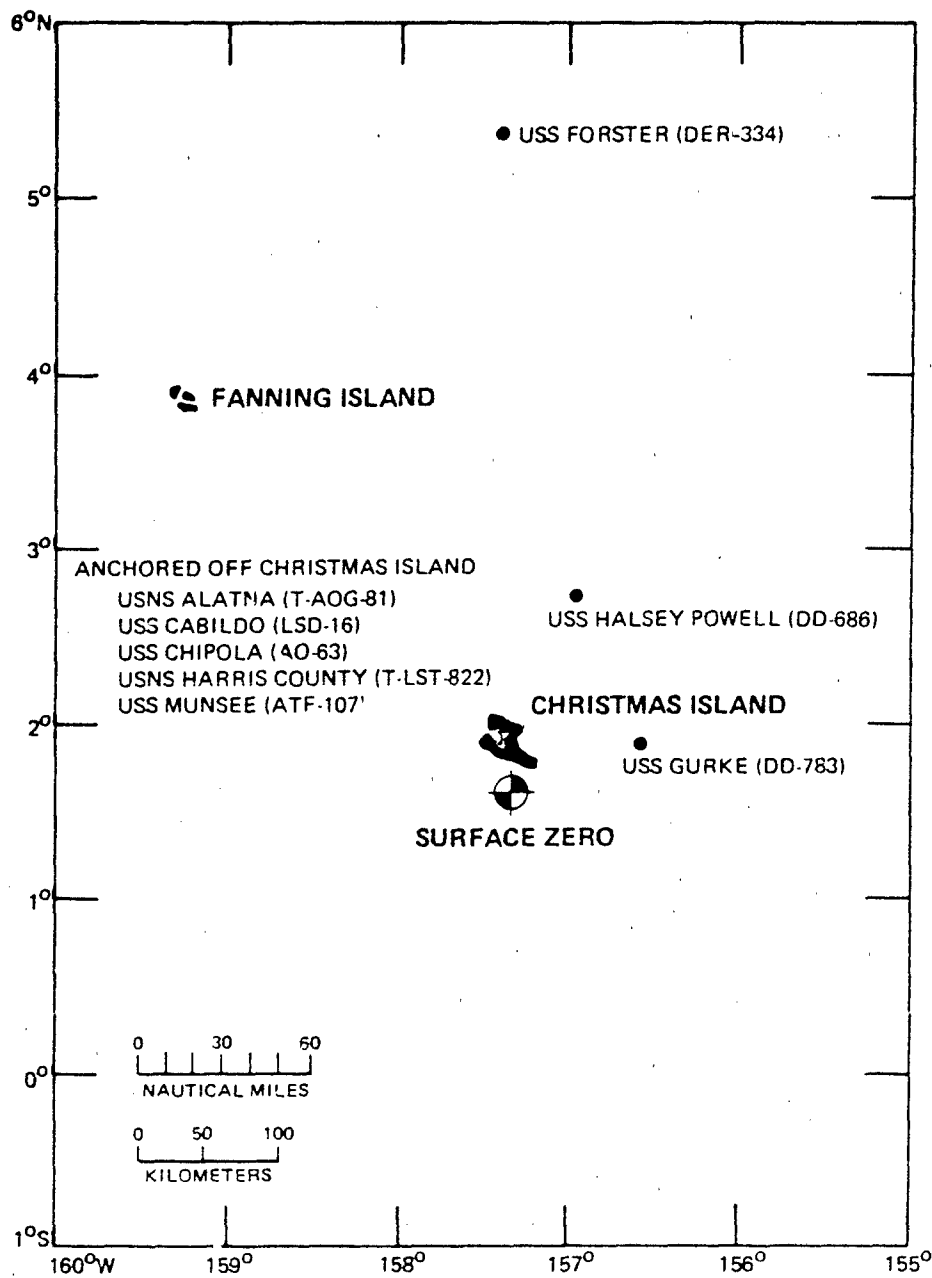 6°N
USS FORSTER (DER-334)
5°
4°
FANNING ISLAND
3°
ANCHORED OFF CHRISTMAS ISLAND
USNS ALATNA (T-AOG-81)
USS CABILDO (LSD-16)
USS CHIPOLA (AO-63)
USNS HARRIS COUNTY (T-LST-822)
USS MUNSEE (ATF-107'
USS HALSEY POWELL (DD-686)
CHRISTMAS ISLAND
2°
USS GURKE (DD-783)
SURFACE ZERO
1°
0 30 60
NAUTICAL MILES
0°
0 50 100
KILOMETERS
1°S
160°W 159° 158° 157° 156° 155°